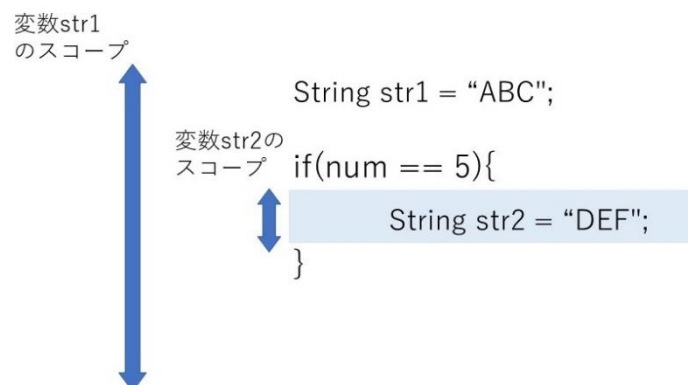 変数str1
のスコープ
String str1 = “ABC";
変数str2の
スコープ
if(num == 5){
String str2 = “DEF";
}